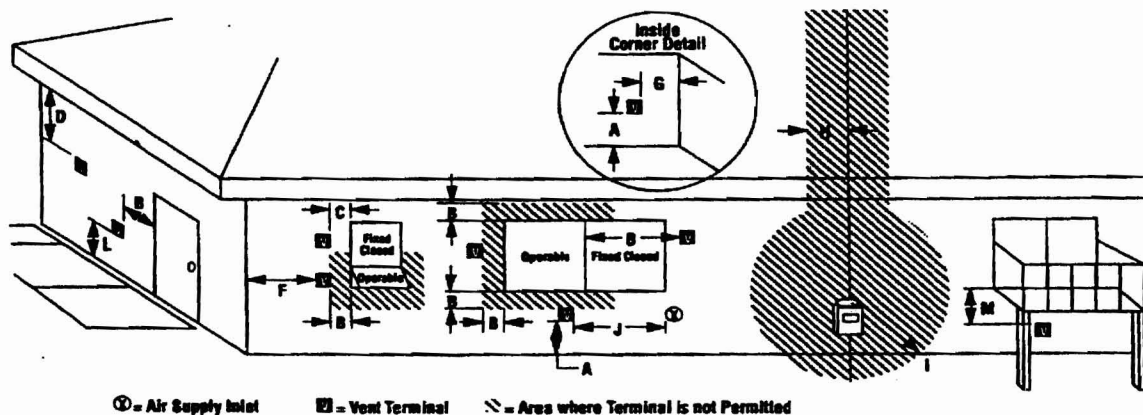 Inside
Corner Detail
G
A
H
D
B
L
C
Fixed
Closed
Operable
F
B
B
Operable
B
Fixed Closed
B
B
J
A
I
M
V = Air Supply Inlet
V = Vent Terminal
= Area where Terminal is not Permitted